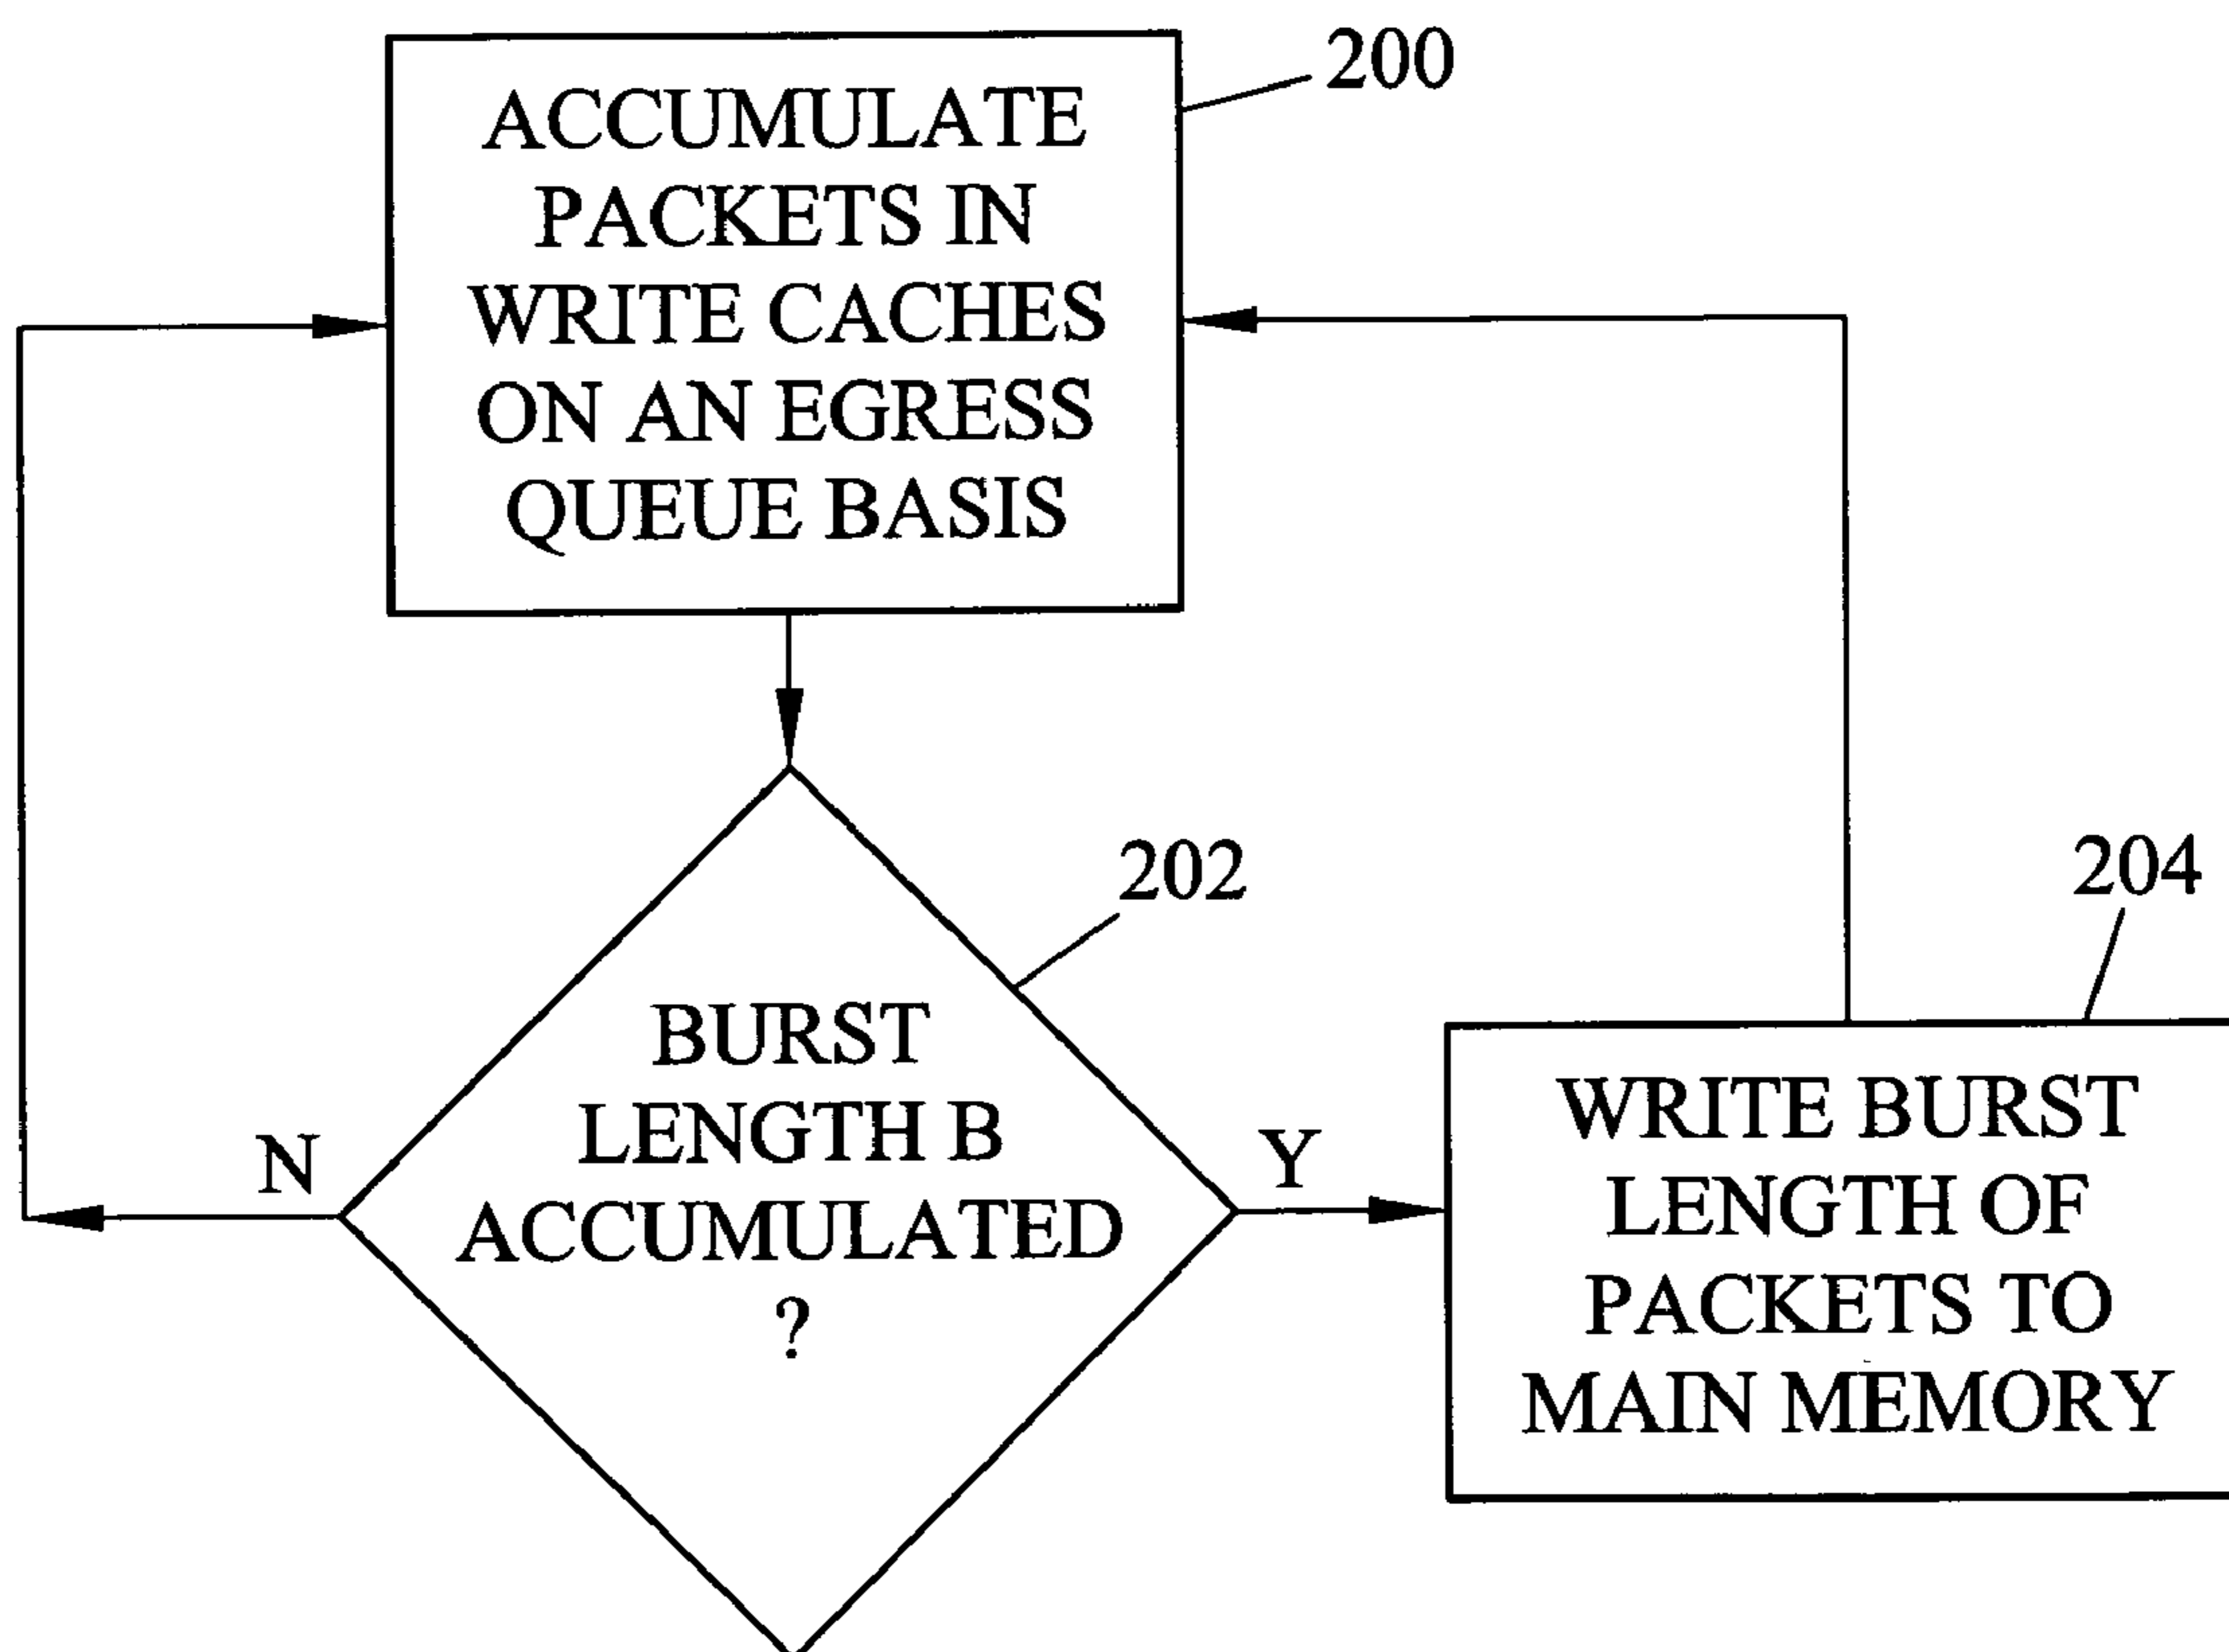 200
ACCUMULATE
PACKETS IN
WRITE CACHES
ON AN EGRESS
QUEUE BASIS
202
BURST
LENGTH B
ACCUMULATED
?
N
Y
204
WRITE BURST
LENGTH OF
PACKETS TO
MAIN MEMORY